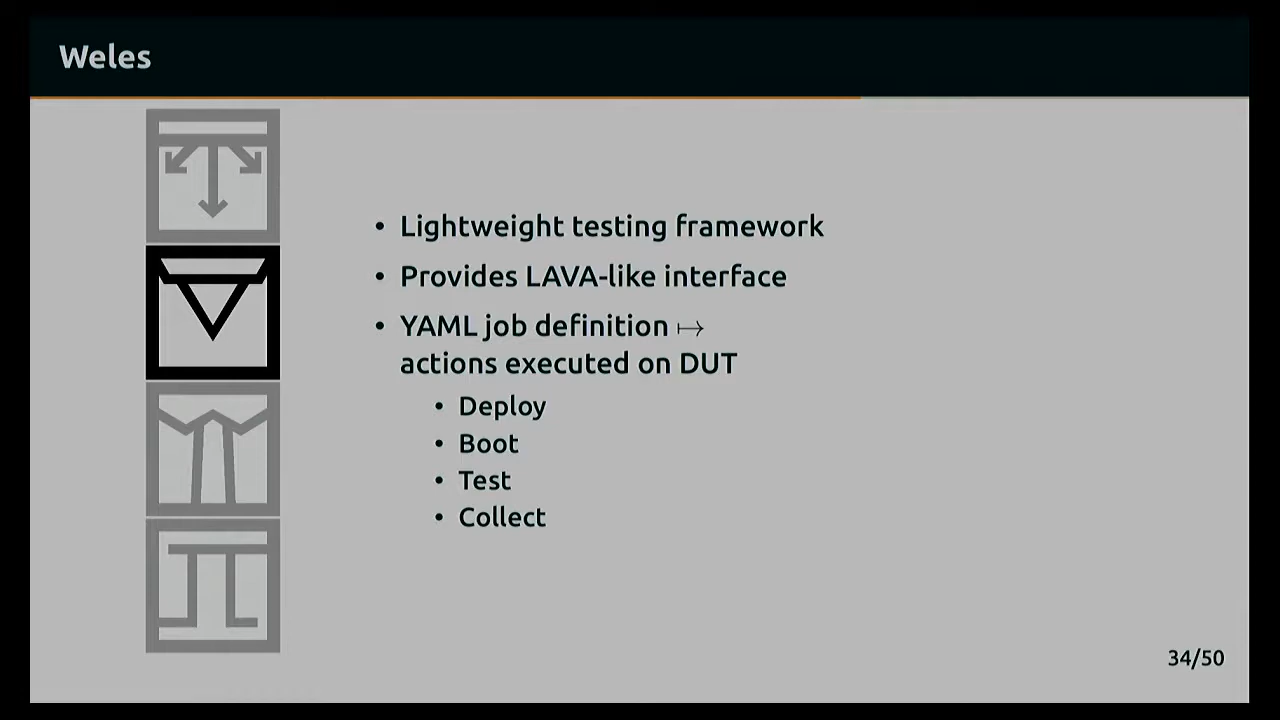 Weles
• Lightweight testing framework
• Provides LAVA-like interface
• YAML job definition ↦
actions executed on DUT
• Deploy
• Boot
• Test
• Collect
34/50